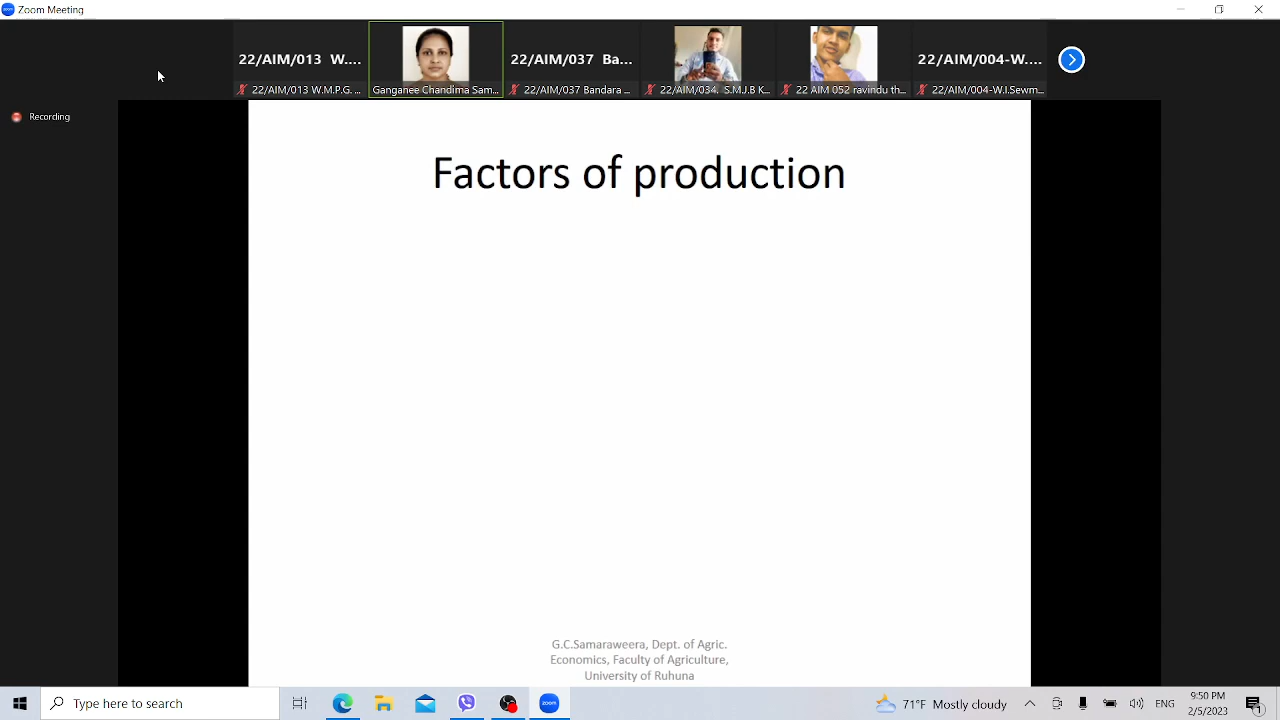 Zoom Meeting
22/AIM/013 W....
22/AIM/037 Ba...
22/AIM/004-W....
22/AIM/013 W.M.P.G. ...
Ganganee Chandima Sam...
22/AIM/037 Bandara ...
22/AIM/034. S.M.J.B K...
22 AIM 052 ravindu th...
22/AIM/004-W.I.Sewm...
Recording
Factors of production
G.C.Samaraweera, Dept. of Agric.
Economics, Faculty of Agriculture,
University of Ruhuna
Type here to search
zoom
71°F Mostly cloudy
9:50 PM
2/5/2023
1